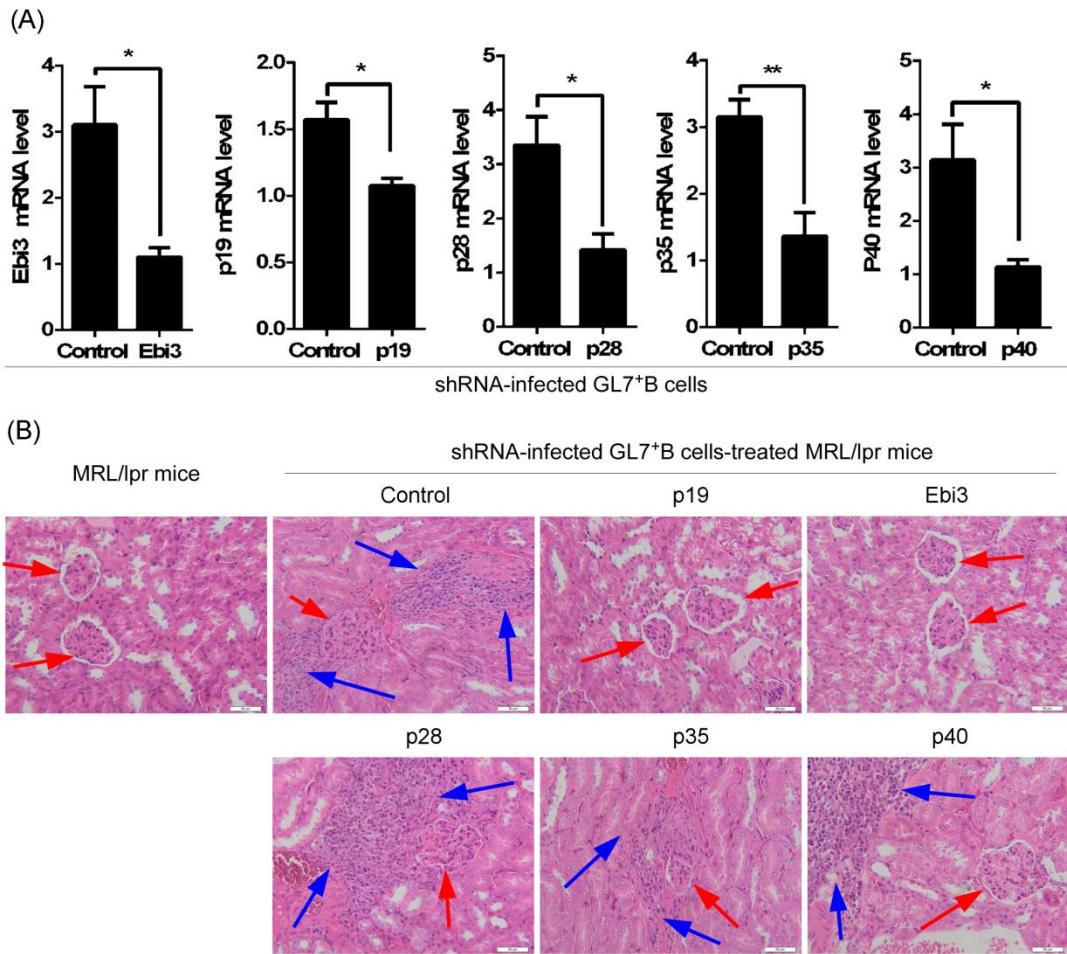 (A)
Ebi3 mRNA level
4
3
2
1
0
*
Control Ebi3
p19 mRNA level
2.0
1.5
1.0
0.5
0.0
*
Control p19
p28 mRNA level
5
4
3
2
1
0
*
Control p28
p35 mRNA level
4
3
2
1
0
**
Control p35
P40 mRNA level
5
4
3
2
1
0
*
Control p40
shRNA-infected GL7⁺B cells
(B)
MRL/lpr mice
shRNA-infected GL7⁺B cells-treated MRL/lpr mice
Control p19 Ebi3
p28 p35 p40